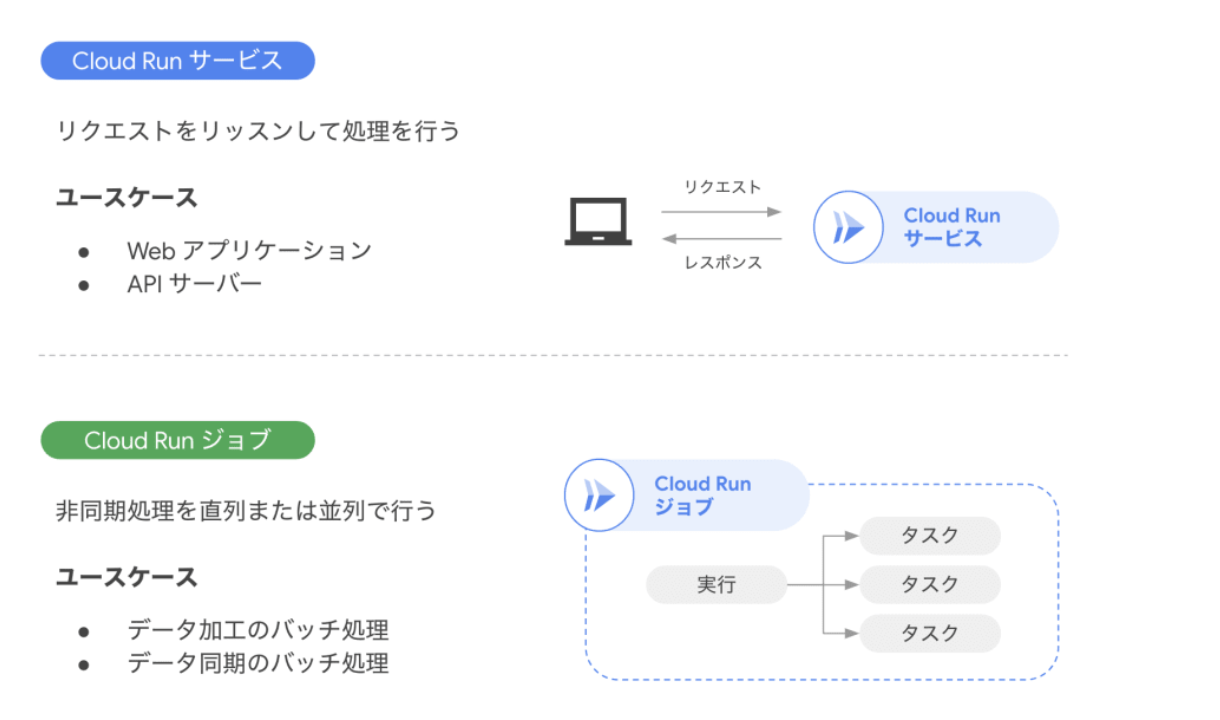 Cloud Run サービス
リクエストをリッスンして処理を行う
ユースケース
● Web アプリケーション
● API サーバー
リクエスト
レスポンス
Cloud Run
サービス
Cloud Run ジョブ
非同期処理を直列または並列で行う
ユースケース
● データ加工のバッチ処理
● データ同期のバッチ処理
Cloud Run
ジョブ
実行
タスク
タスク
タスク